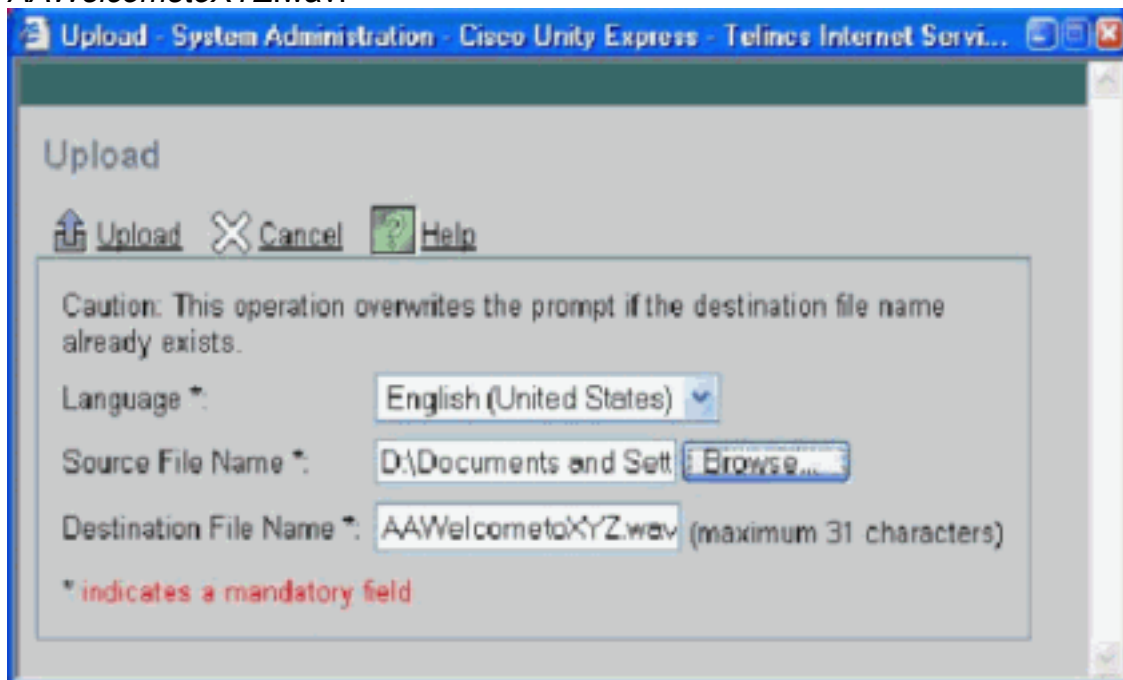 AAWelcometoXYZ.wav.
Upload - System Administration - Cisco Unity Express - Telincs Internet Servi...
Upload
Upload Cancel ? Help
Caution: This operation overwrites the prompt if the destination file name
already exists.
Language *: English (United States)
Source File Name *: D:\Documents and Sett Browse...
Destination File Name *: AAWelcometoXYZ.wav (maximum 31 characters)
* indicates a mandatory field